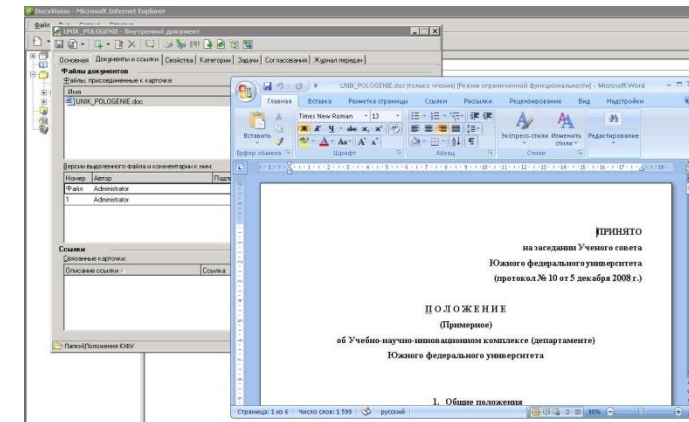 DocsVision - Microsoft Internet Explorer
Файл
UNIK_POLOGENIE - Внутренний документ
Основная Документы и ссылки Свойства Категории Задачи Согласования Журнал передач
Файлы документов
Файлы, присоединенные к карточке:
Имя
UNIK_POLOGENIE.doc
Версии выделенного файла и комментарии к ним:
Номер Автор
Файл Administrator
1 Administrator
Ссылки
Связанные карточки:
Описание ссылки / Ссылка
Папки\Положения ЮФУ
UNIK_POLOGENIE.doc (только чтение) [Режим ограниченной функциональности] - Microsoft Word
Главная Вставка Разметка страницы Ссылки Рассылки Рецензирование Вид Надстройки
Times New Roman 13
Вставить
Экспресс-стили Изменить стили Редактирование
Буфер обмена Шрифт Абзац Стили
ПРИНЯТО
на заседании Ученого совета
Южного федерального университета
(протокол № 10 от 5 декабря 2008 г.)
ПОЛОЖЕНИЕ
(Примерное)
об Учебно-научно-инновационном комплексе (департаменте)
Южного федерального университета
1. Общие положения
Страница: 1 из 6 Число слов: 1 599 русский 90%